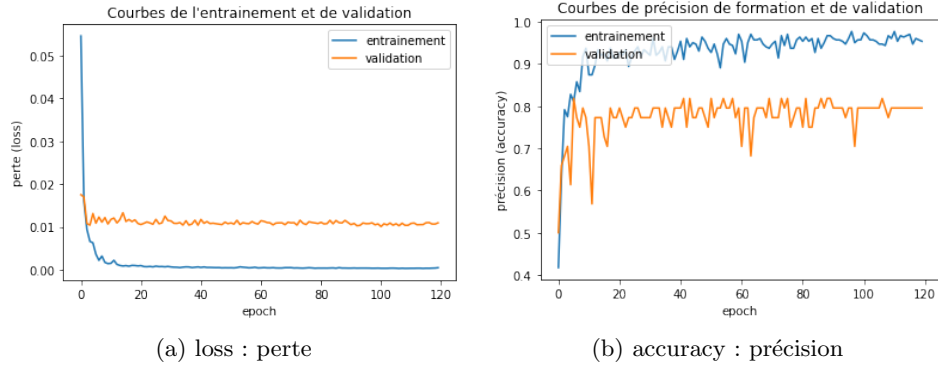 Courbes de l'entrainement et de validation
entrainement
validation
0.05
0.04
0.03
0.02
0.01
0.00
perte (loss)
0 20 40 60 80 100 120
epoch
(a) loss : perte
Courbes de précision de formation et de validation
entrainement
validation
1.0
0.9
0.8
0.7
0.6
0.5
0.4
précision (accuracy)
0 20 40 60 80 100 120
epoch
(b) accuracy : précision